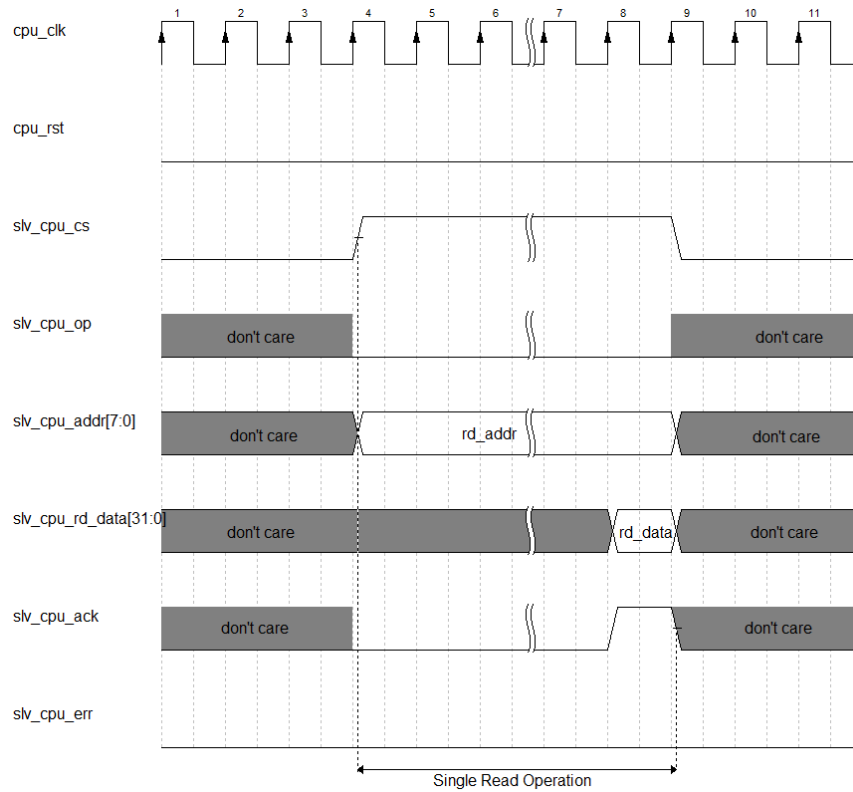 1 2 3 4 5 6 7 8 9 10 11
cpu_clk
cpu_rst
slv_cpu_cs
slv_cpu_op
don't care don't care
slv_cpu_addr[7:0]
don't care rd_addr don't care
slv_cpu_rd_data[31:0]
don't care rd_data don't care
slv_cpu_ack
don't care don't care
slv_cpu_err
Single Read Operation